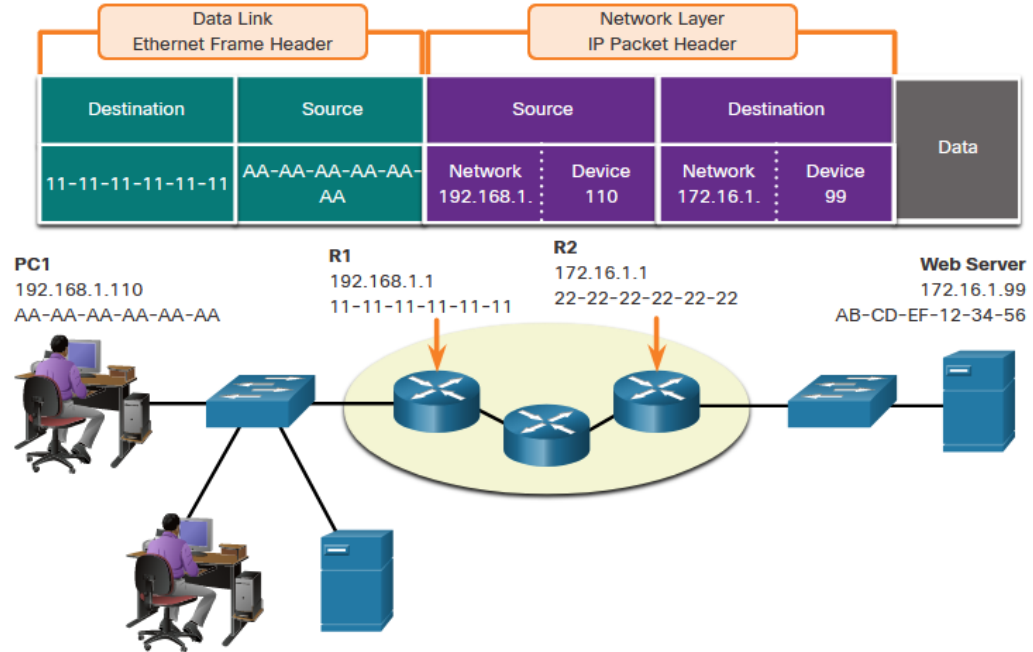 Data Link
Ethernet Frame Header
Network Layer
IP Packet Header
Destination
Source
Source
Destination
Data
11-11-11-11-11-11
AA-AA-AA-AA-AA-
AA
Network
192.168.1.
Device
110
Network
172.16.1.
Device
99
PC1
192.168.1.110
AA-AA-AA-AA-AA-AA
R1
192.168.1.1
11-11-11-11-11-11
R2
172.16.1.1
22-22-22-22-22-22
Web Server
172.16.1.99
AB-CD-EF-12-34-56